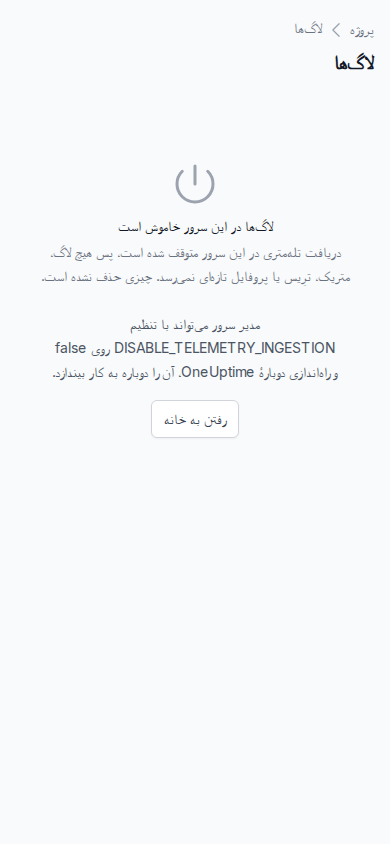 پروژه
لاگ‌ها
لاگ‌ها
لاگ‌ها در این سرور خاموش است
دریافت تله‌متری در این سرور متوقف شده است، پس هیچ لاگ،
متریک، تریس یا پروفایل تازه‌ای نمی‌رسد. چیزی حذف نشده است.
مدیر سرور می‌تواند با تنظیم
DISABLE_TELEMETRY_INGESTION روی false
و راه‌اندازی دوبارهٔ OneUptime، آن را دوباره به کار بیندازد.
رفتن به خانه